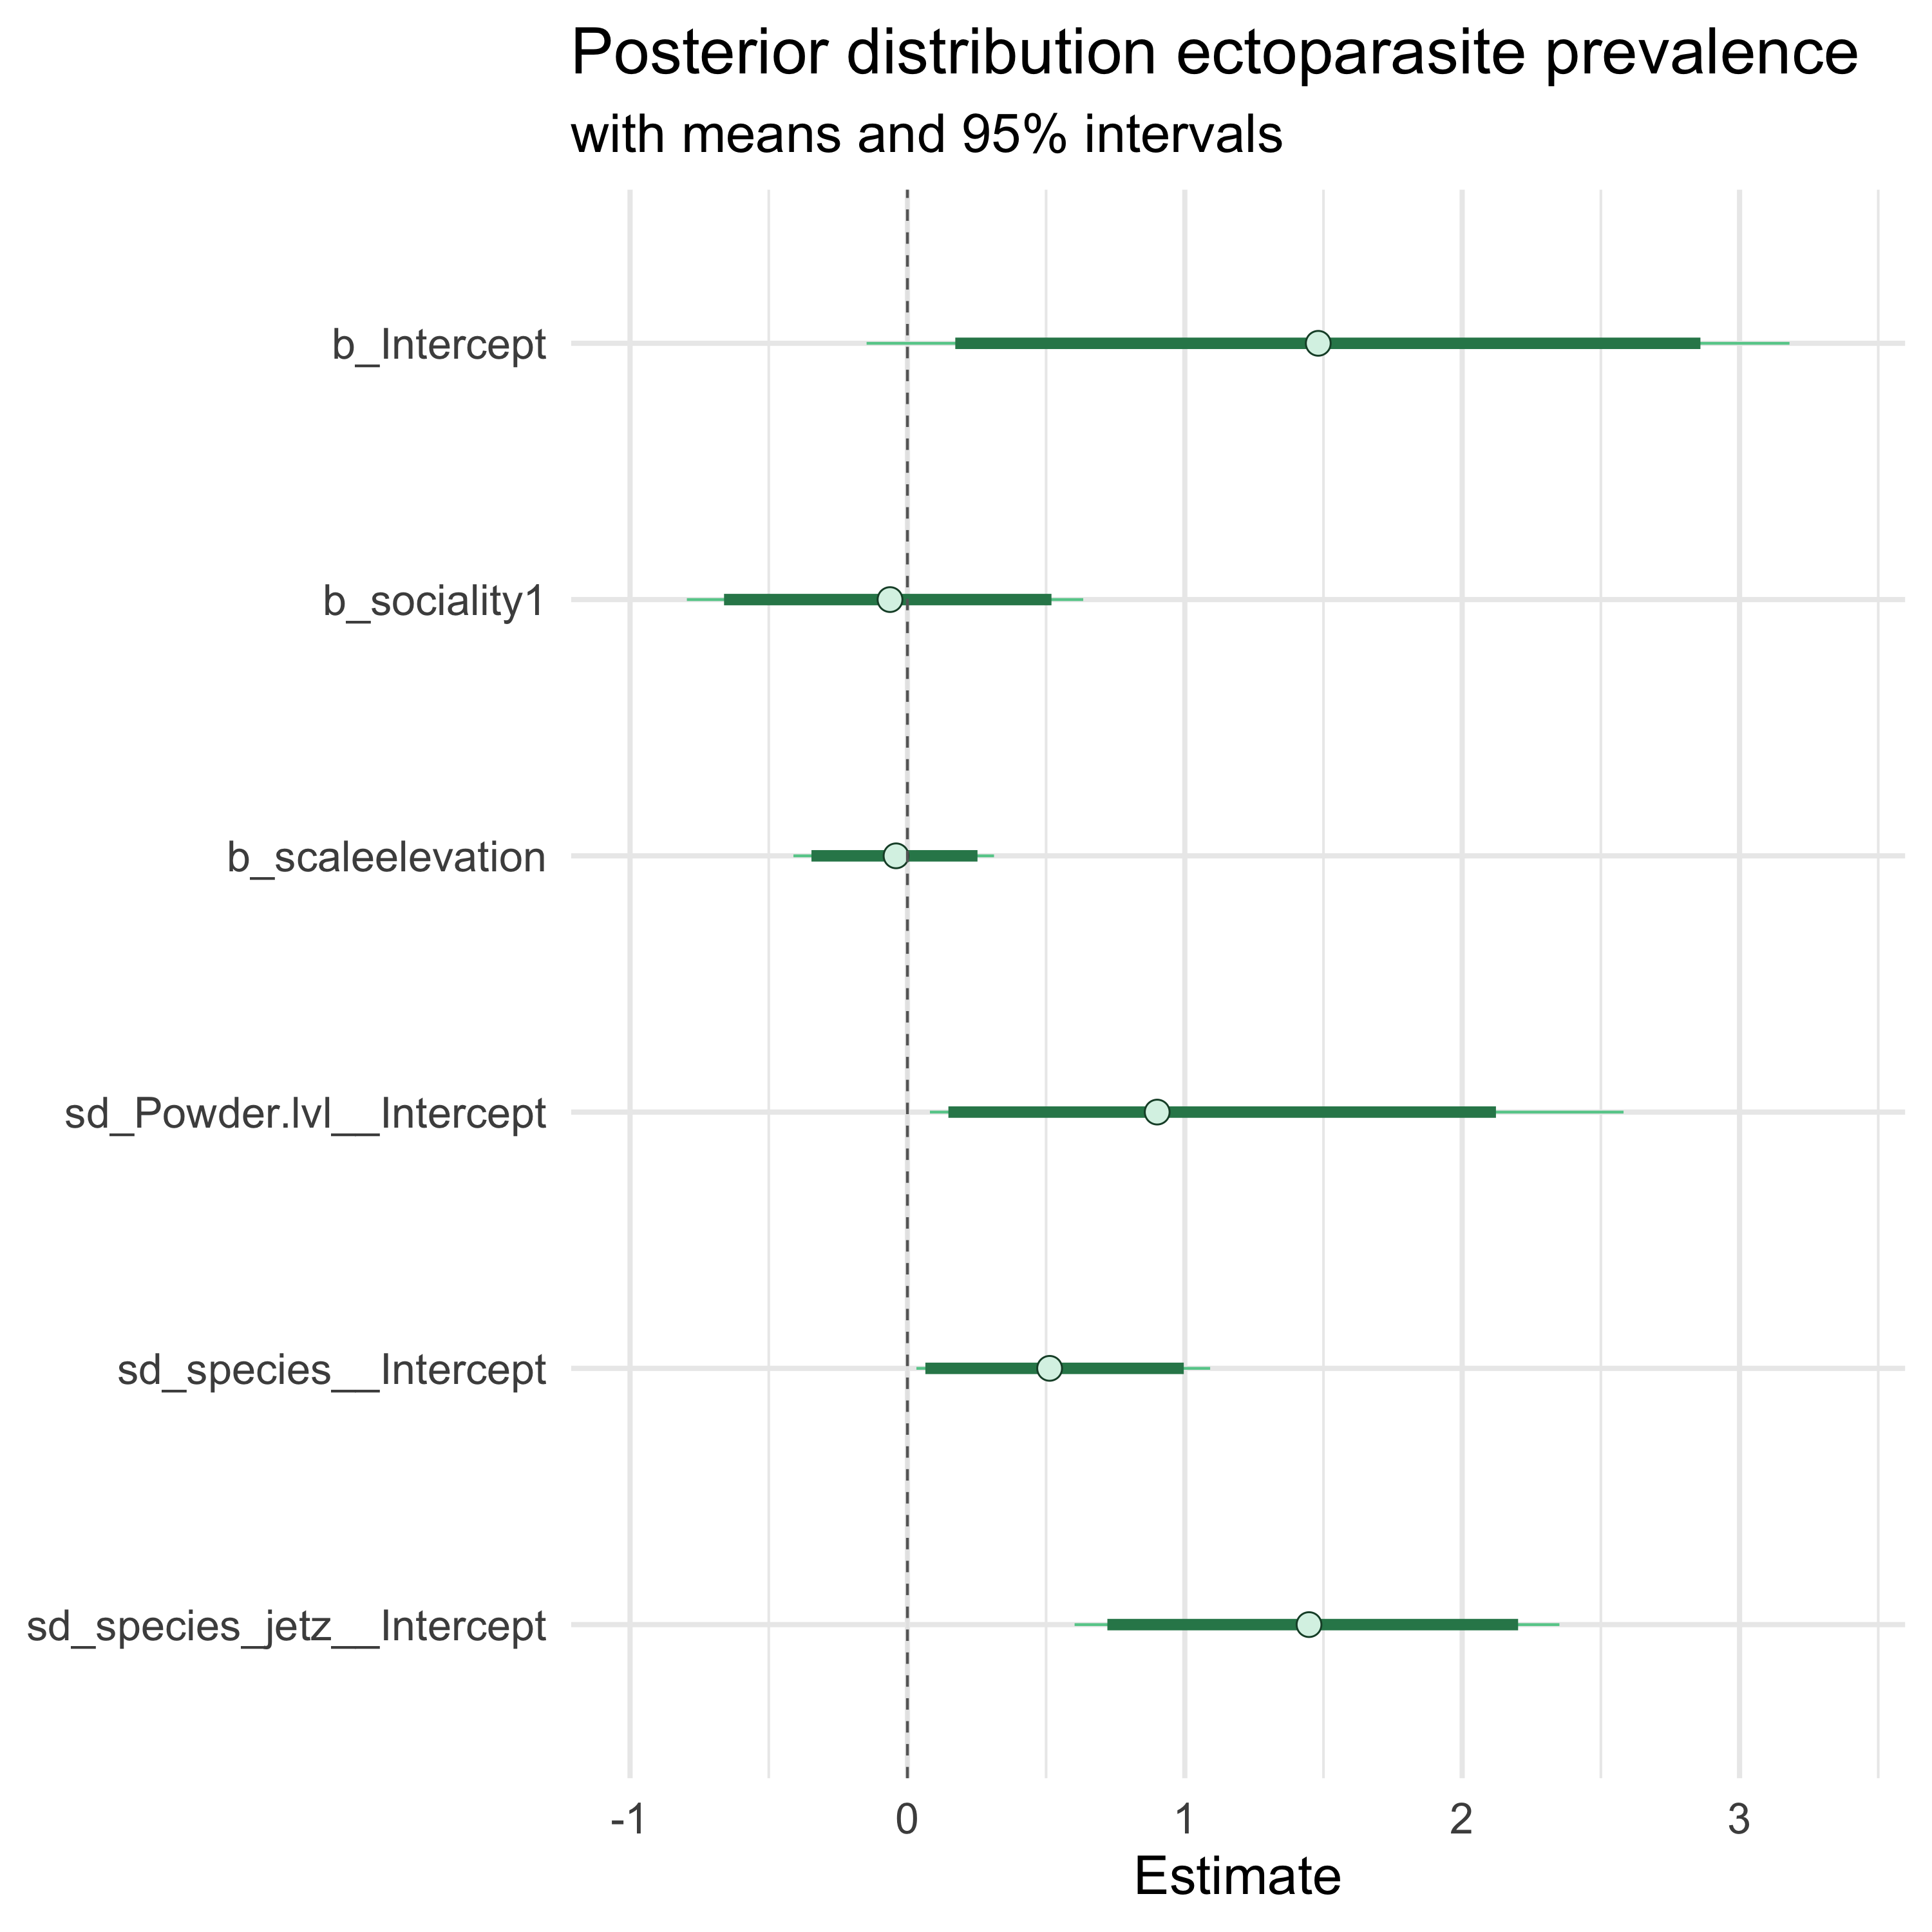 Posterior distribution ectoparasite prevalence
with means and 95% intervals
b_Intercept
b_sociality1
b_scaleelevation
sd_Powder.lvl__Intercept
sd_species__Intercept
sd_species_jetz__Intercept
-1 0 1 2 3
Estimate